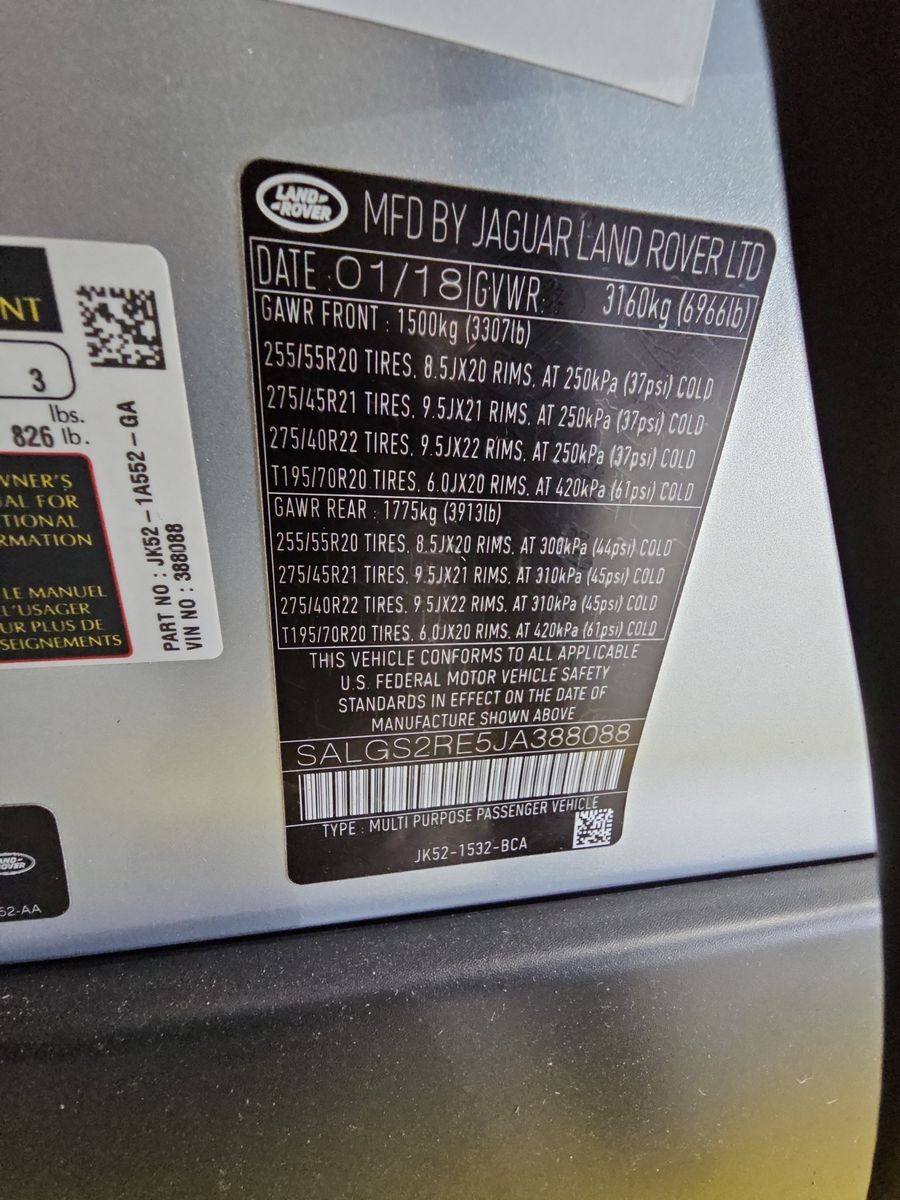 NT
3
lbs.
826 lb.
WNER'S
UAL FOR
ITIONAL
RMATION
LE MANUEL
L'USAGER
UR PLUS DE
SEIGNEMENTS
PART NO : JK52-1A552-GA
VIN NO : 388088
LAND-
-ROVER
MFD BY JAGUAR LAND ROVER LTD
DATE : 01/18 GVWR: 3160kg (6966lb)
GAWR FRONT : 1500kg (3307lb)
255/55R20 TIRES, 8.5JX20 RIMS, AT 250kPa (37psi) COLD
275/45R21 TIRES, 9.5JX21 RIMS, AT 250kPa (37psi) COLD
275/40R22 TIRES, 9.5JX22 RIMS, AT 250kPa (37psi) COLD
T195/70R20 TIRES, 6.0JX20 RIMS, AT 420kPa (61psi) COLD
GAWR REAR : 1775kg (3913lb)
255/55R20 TIRES, 8.5JX20 RIMS, AT 300kPa (44psi) COLD
275/45R21 TIRES, 9.5JX21 RIMS, AT 310kPa (45psi) COLD
275/40R22 TIRES, 9.5JX22 RIMS, AT 310kPa (45psi) COLD
T195/70R20 TIRES, 6.0JX20 RIMS, AT 420kPa (61psi) COLD
THIS VEHICLE CONFORMS TO ALL APPLICABLE
U.S. FEDERAL MOTOR VEHICLE SAFETY
STANDARDS IN EFFECT ON THE DATE OF
MANUFACTURE SHOWN ABOVE
SALGS2RE5JA388088
TYPE : MULTI PURPOSE PASSENGER VEHICLE
JK52-1532-BCA
AND-
OVER
52-AA